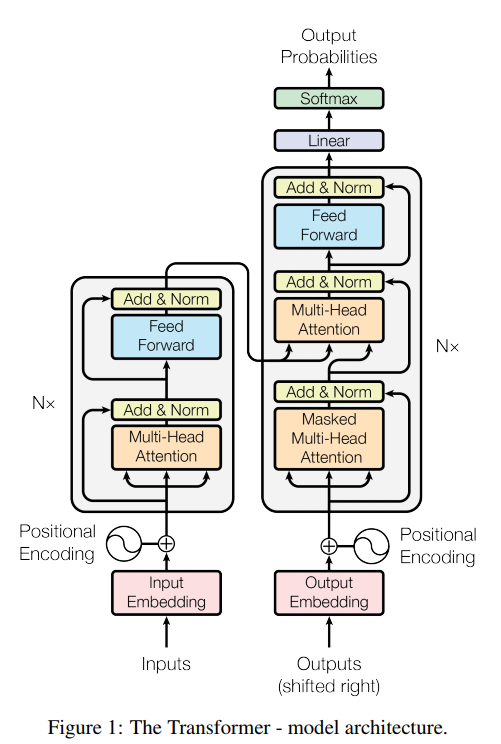 Output
Probabilities
Softmax
Linear
Add & Norm
Feed
Forward
Add & Norm
Multi-Head
Attention
Add & Norm
Masked
Multi-Head
Attention
N×
Add & Norm
Feed
Forward
Add & Norm
Multi-Head
Attention
N×
Positional
Encoding
Positional
Encoding
Input
Embedding
Output
Embedding
Inputs
Outputs
(shifted right)
Figure 1: The Transformer - model architecture.